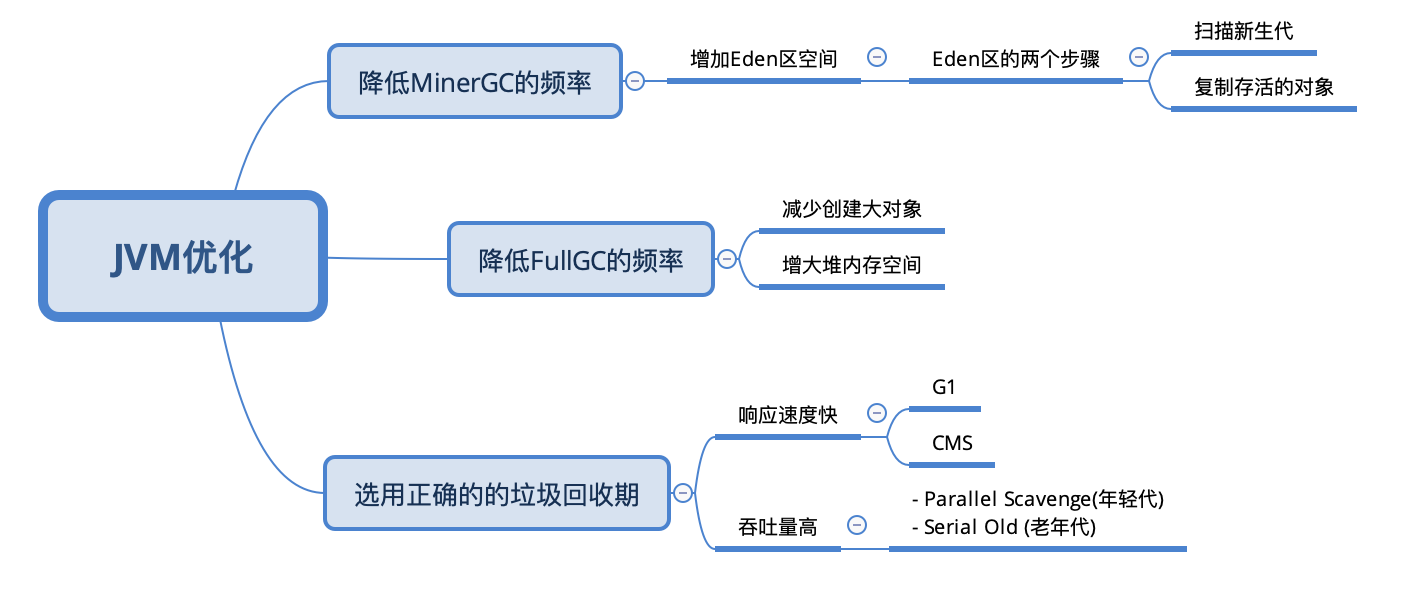 JVM优化
降低MinerGC的频率
增加Eden区空间
Eden区的两个步骤
扫描新生代
复制存活的对象
降低FullGC的频率
减少创建大对象
增大堆内存空间
选用正确的的垃圾回收期
响应速度快
G1
CMS
吞吐量高
- Parallel Scavenge(年轻代)
- Serial Old (老年代)